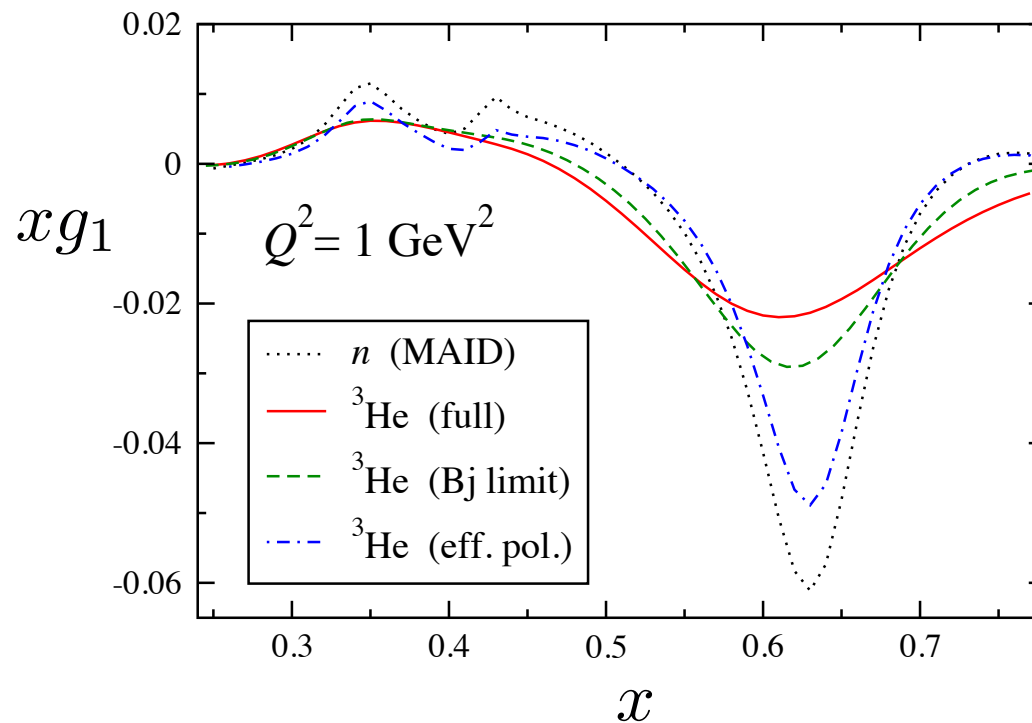 0.02
0
-0.02
-0.04
-0.06
xg₁
Q² = 1 GeV²
n (MAID)
³He (full)
³He (Bj limit)
³He (eff. pol.)
0.3 0.4 0.5 0.6 0.7
x